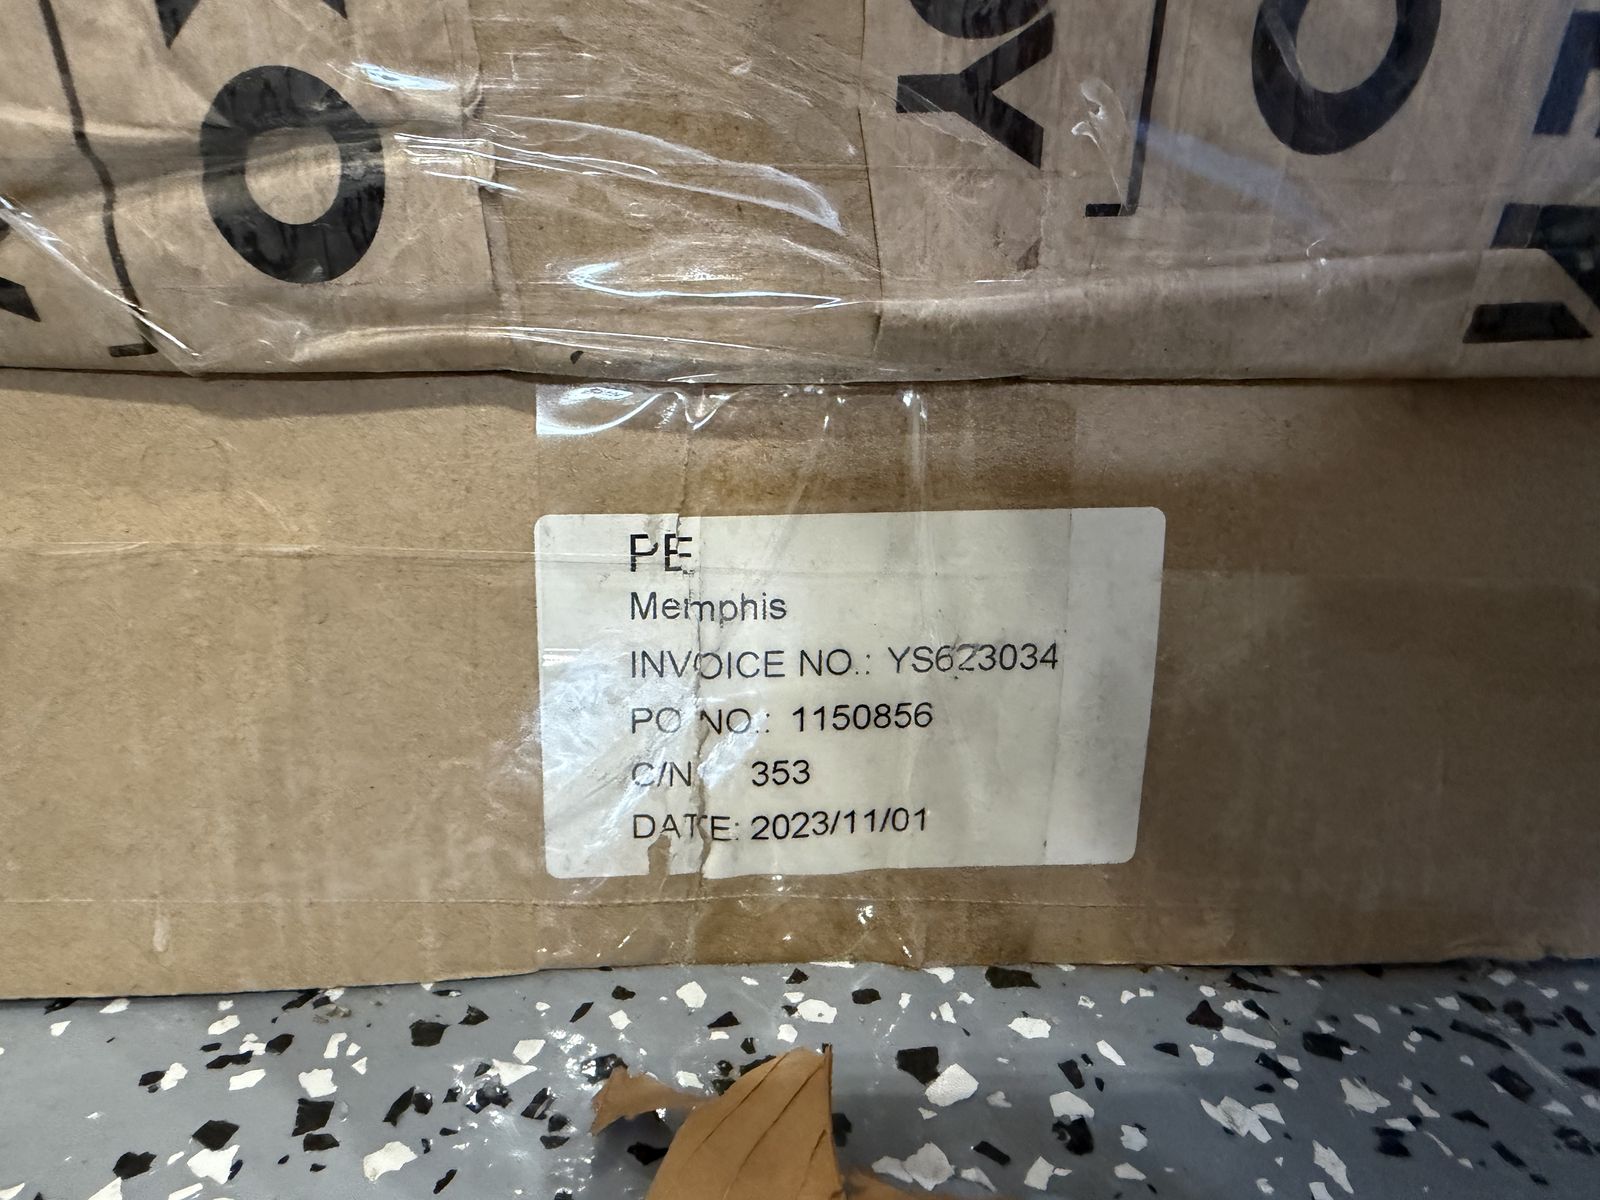 PE
Memphis
INVOICE NO.: YS623034
PO NO.: 1150856
C/N 353
DATE: 2023/11/01